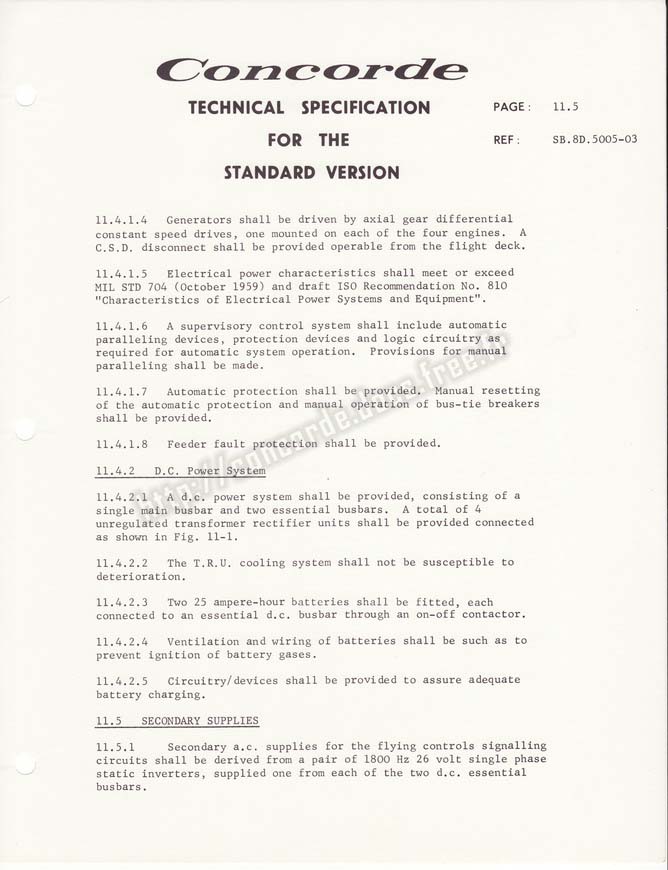 Concorde
TECHNICAL SPECIFICATION
FOR THE
STANDARD VERSION
PAGE: 11.5
REF: SB.8D.5005-03
11.4.1.4 Generators shall be driven by axial gear differential
constant speed drives, one mounted on each of the four engines. A
C.S.D. disconnect shall be provided operable from the flight deck.
11.4.1.5 Electrical power characteristics shall meet or exceed
MIL STD 704 (October 1959) and draft ISO Recommendation No. 810
"Characteristics of Electrical Power Systems and Equipment".
11.4.1.6 A supervisory control system shall include automatic
paralleling devices, protection devices and logic circuitry as
required for automatic system operation. Provisions for manual
paralleling shall be made.
11.4.1.7 Automatic protection shall be provided. Manual resetting
of the automatic protection and manual operation of bus-tie breakers
shall be provided.
11.4.1.8 Feeder fault protection shall be provided.
11.4.2 D.C. Power System
11.4.2.1 A d.c. power system shall be provided, consisting of a
single main busbar and two essential busbars. A total of 4
unregulated transformer rectifier units shall be provided connected
as shown in Fig. 11-1.
11.4.2.2 The T.R.U. cooling system shall not be susceptible to
deterioration.
11.4.2.3 Two 25 ampere-hour batteries shall be fitted, each
connected to an essential d.c. busbar through an on-off contactor.
11.4.2.4 Ventilation and wiring of batteries shall be such as to
prevent ignition of battery gases.
11.4.2.5 Circuitry/devices shall be provided to assure adequate
battery charging.
11.5 SECONDARY SUPPLIES
11.5.1 Secondary a.c. supplies for the flying controls signalling
circuits shall be derived from a pair of 1800 Hz 26 volt single phase
static inverters, supplied one from each of the two d.c. essential
busbars.
http://concorde.docs.free.fr